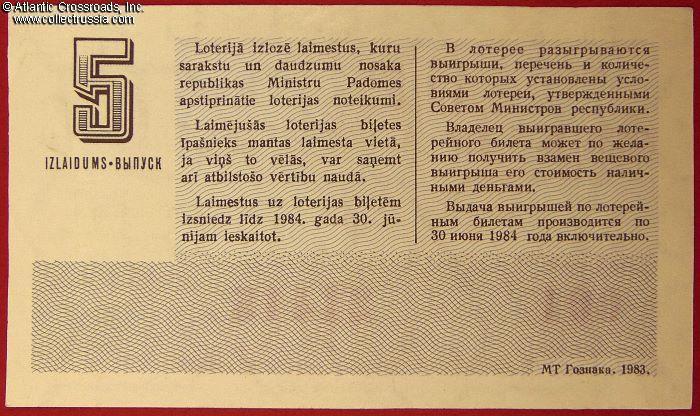 © Atlantic Crossroads, Inc.
www.collectrussia.com
5
IZLAIDUMS • ВЫПУСК
Loterijā izlozē laimestus, kuru
sarakstu un daudzumu nosaka
republikas Ministru Padomes
apstiprinātie loterijas noteikumi.
Laimējušās loterijas biļetes
īpašnieks mantas laimesta vietā,
ja viņš to vēlās, var saņemt
arī atbilstošo vērtību naudā.
Laimestus uz loterijas biļetēm
izsniedz līdz 1984. gada 30. jū-
nijam ieskaitot.
В лотерее разыгрываются
выигрыши, перечень и количе-
ство которых установлены усло-
виями лотереи, утвержденными
Советом Министров республики.
Владелец выигравшего лоте-
рейного билета может по жела-
нию получить взамен вещевого
выигрыша его стоимость налич-
ными деньгами.
Выдача выигрышей по лотерей-
ным билетам производится по
30 июня 1984 года включительно.
МТ Гознака. 1983.